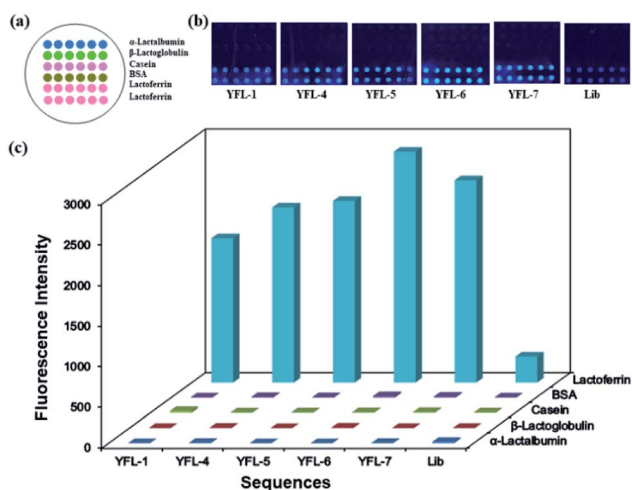 (a)
α-Lactalbumin
β-Lactoglobulin
Casein
BSA
Lactoferrin
Lactoferrin
(b)
YFL-1 YFL-4 YFL-5 YFL-6 YFL-7 Lib
(c)
Fluorescence Intensity
3000
2500
2000
1500
1000
500
0
Lactoferrin
BSA
Casein
β-Lactoglobulin
α-Lactalbumin
YFL-1 YFL-4 YFL-5 YFL-6 YFL-7 Lib
Sequences